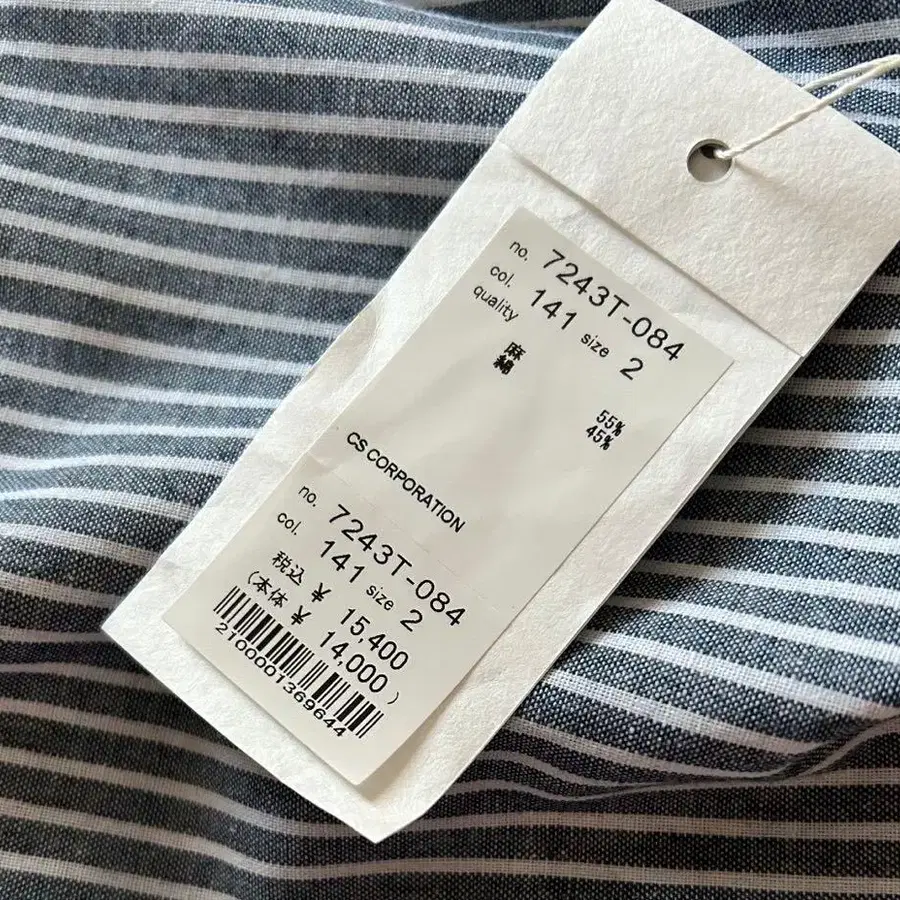 no. 7243T-084
col. 141 size 2
quality
麻 55%
綿 45%
CS CORPORATION
no. 7243T-084
col. 141 size 2
税込 ¥ 15,400
(本体 ¥ 14,000)
2100001369644